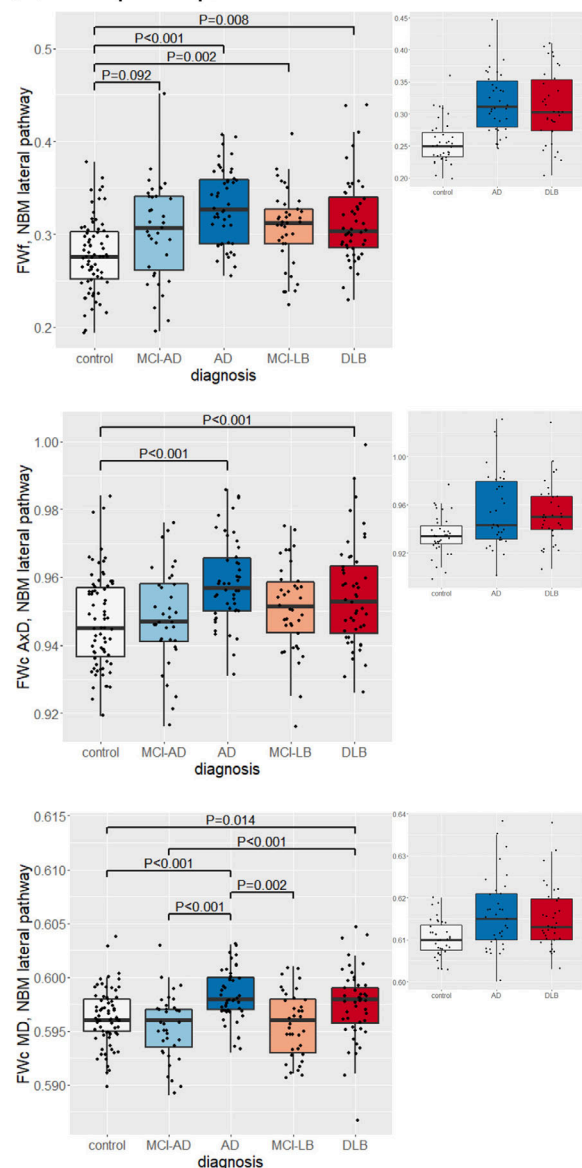 P=0.008
P<0.001
P=0.002
P=0.092
0.5
0.4
0.3
0.2
FWf, NBM lateral pathway
control MCI-AD AD MCI-LB DLB
diagnosis
0.45
0.40
0.35
0.30
0.25
0.20
control AD DLB
P<0.001
P<0.001
1.00
0.98
0.96
0.94
0.92
FWc AxD, NBM lateral pathway
control MCI-AD AD MCI-LB DLB
diagnosis
1.00
0.96
0.92
control AD DLB
P=0.014
P<0.001
P<0.001
P=0.002
P<0.001
0.615
0.610
0.605
0.600
0.595
0.590
FWc MD, NBM lateral pathway
control MCI-AD AD MCI-LB DLB
diagnosis
0.64
0.63
0.62
0.61
0.60
control AD DLB